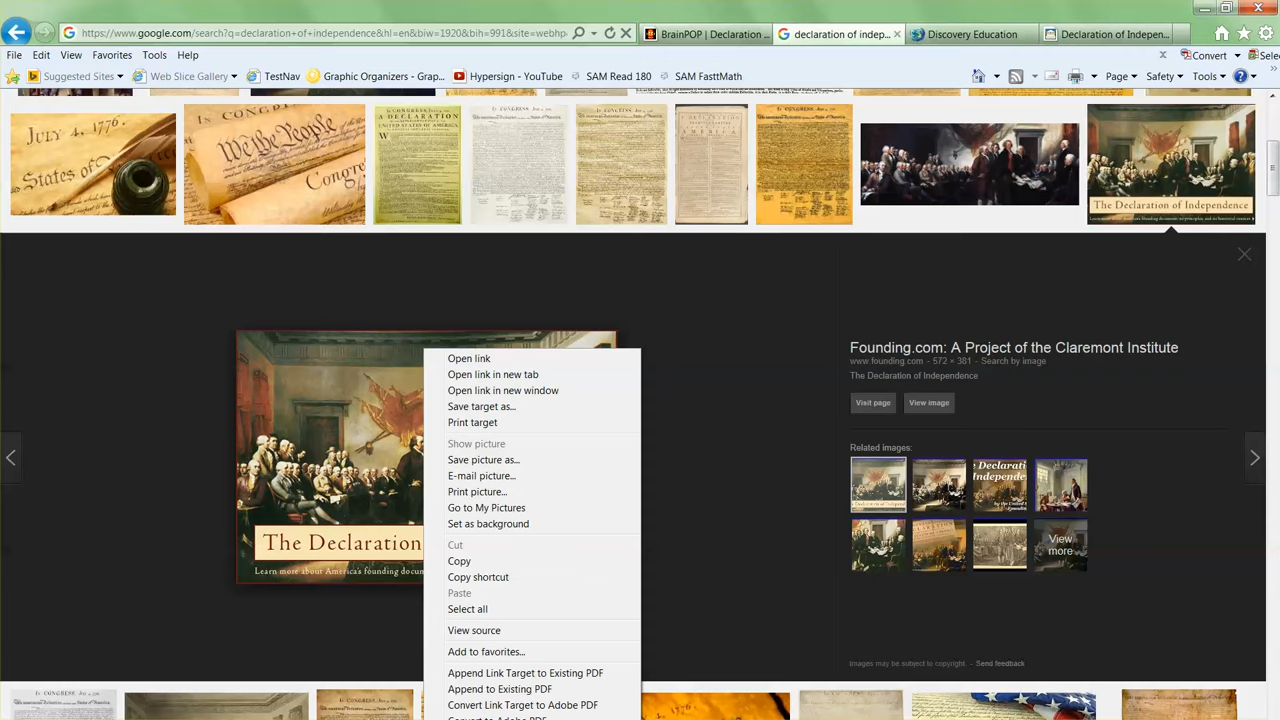 https://www.google.com/search?q=declaration+of+independence&hl=en&biw=1920&bih=991&site=webhp
BrainPOP | Declaration ...
declaration of indep...
Discovery Education
Declaration of Indepen...
File Edit View Favorites Tools Help
Convert
Selec
Suggested Sites
Web Slice Gallery
TestNav
Graphic Organizers - Grap...
Hypersign - YouTube
SAM Read 180
SAM FasttMath
Page
Safety
Tools
JULY 4
States of
IN CONGRESS
We the People
Congre
The Declaration of Independence
The Declaration
Learn more about America's founding docum
Open link
Open link in new tab
Open link in new window
Save target as...
Print target
Show picture
Save picture as...
E-mail picture...
Print picture...
Go to My Pictures
Set as background
Cut
Copy
Copy shortcut
Paste
Select all
View source
Add to favorites...
Append Link Target to Existing PDF
Append to Existing PDF
Convert Link Target to Adobe PDF
Convert to Adobe PDF
Founding.com: A Project of the Claremont Institute
www.founding.com - 572 × 381 - Search by image
The Declaration of Independence
Visit page
View image
Related images:
View more
Images may be subject to copyright. - Send feedback